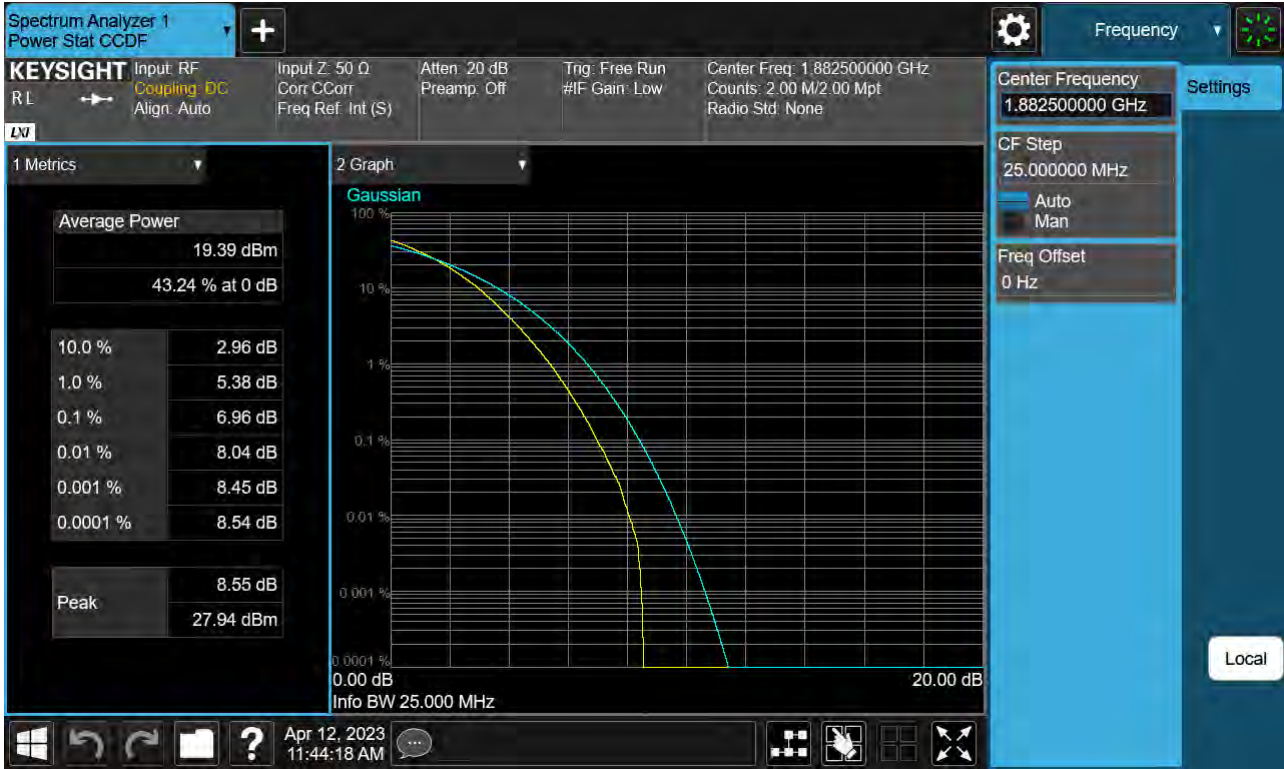 Spectrum Analyzer 1
Power Stat CCDF
+
Frequency
KEYSIGHT
RL
LXI
Input: RF
Coupling: DC
Align: Auto
Input Z: 50 Ω
Corr CCorr
Freq Ref: Int (S)
Atten: 20 dB
Preamp: Off
Trig: Free Run
#IF Gain: Low
Center Freq: 1.882500000 GHz
Counts: 2.00 M/2.00 Mpt
Radio Std: None
Center Frequency
1.882500000 GHz
Settings
CF Step
25.000000 MHz
Auto
Man
Freq Offset
0 Hz
1 Metrics
Average Power
19.39 dBm
43.24 % at 0 dB
10.0 % 2.96 dB
1.0 % 5.38 dB
0.1 % 6.96 dB
0.01 % 8.04 dB
0.001 % 8.45 dB
0.0001 % 8.54 dB
Peak
8.55 dB
27.94 dBm
2 Graph
Gaussian
100 %
10 %
1 %
0.1 %
0.01 %
0.001 %
0.0001 %
0.00 dB 20.00 dB
Info BW 25.000 MHz
Local
?
Apr 12, 2023
11:44:18 AM